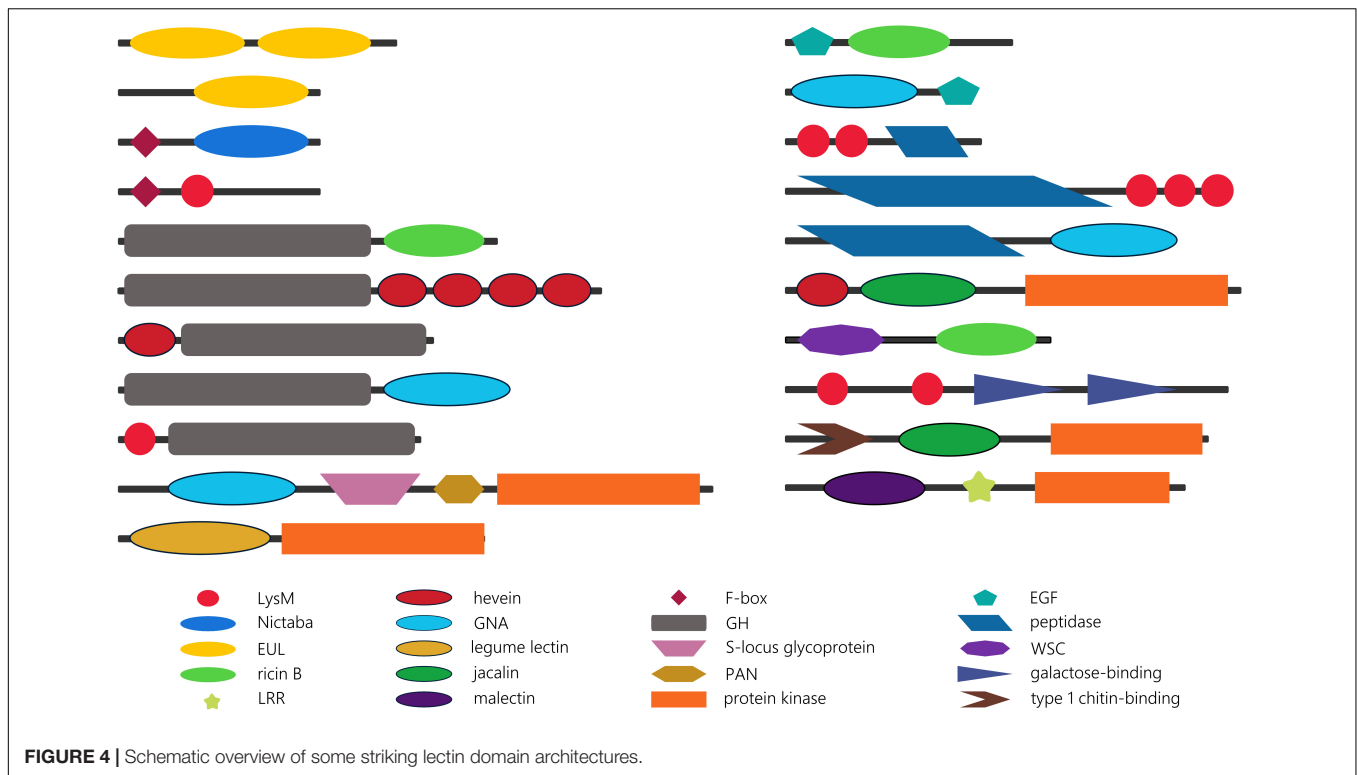 LysM
Nictaba
EUL
ricin B
LRR
hevein
GNA
legume lectin
jacalin
malectin
F-box
GH
S-locus glycoprotein
PAN
protein kinase
EGF
peptidase
WSC
galactose-binding
type 1 chitin-binding
FIGURE 4 | Schematic overview of some striking lectin domain architectures.